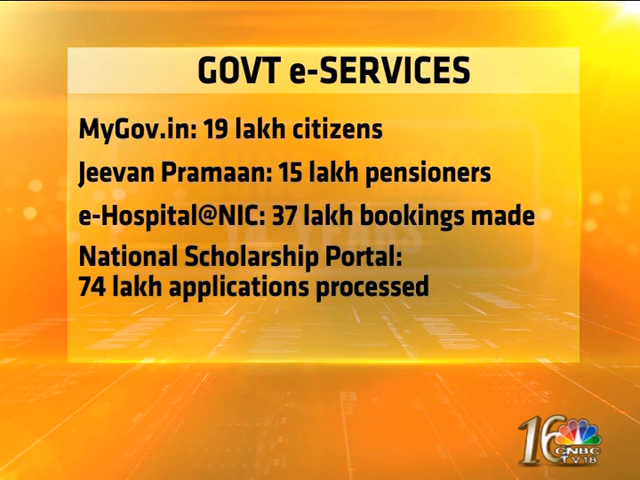 GOVT e-SERVICES
MyGov.in: 19 lakh citizens
Jeevan Pramaan: 15 lakh pensioners
e-Hospital@NIC: 37 lakh bookings made
National Scholarship Portal:
74 lakh applications processed
16
CNBC
TV18